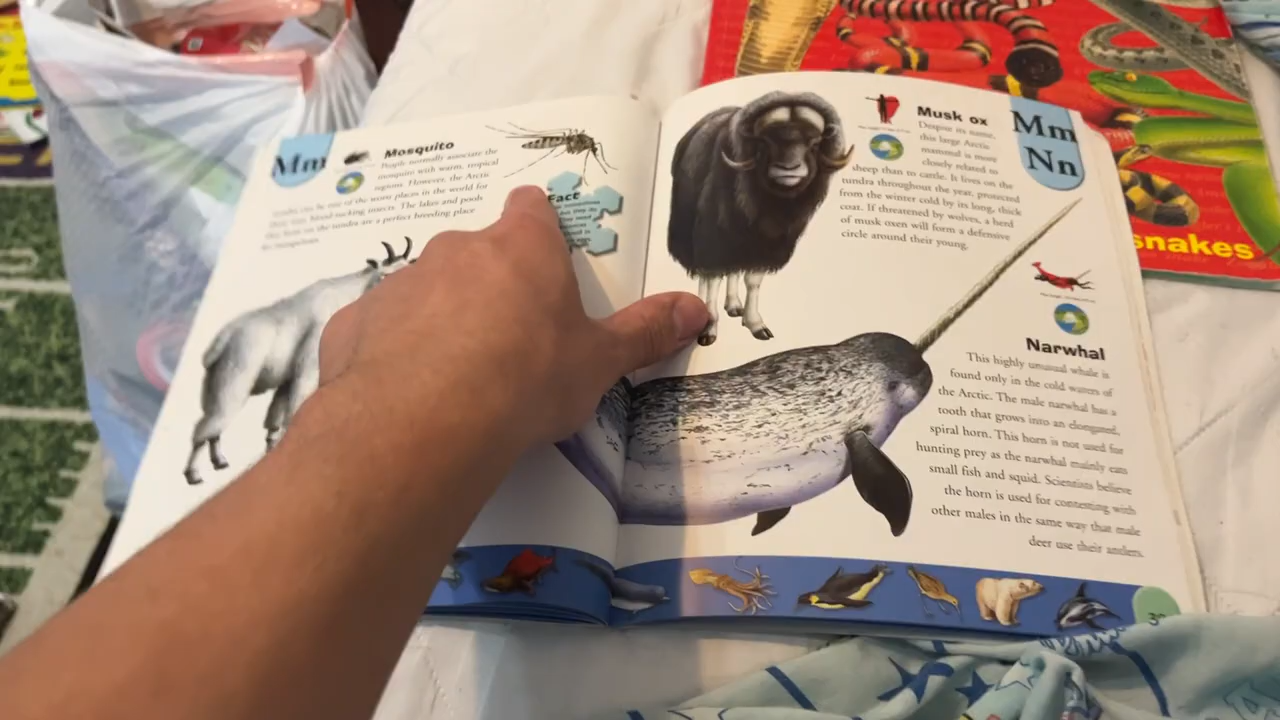 Mm
Mosquito
People normally associate the
mosquito with warm, tropical
regions. However, the Arctic
tundra can be one of the worst places in the world for
these tiny, blood-sucking insects. The lakes and pools
that form on the tundra are a perfect breeding place
for mosquitoes.
Fact
Musk ox
Despite its name,
this large Arctic
mammal is more
closely related to
sheep than to cattle. It lives on the
tundra throughout the year, protected
from the winter cold by its long, thick
coat. If threatened by wolves, a herd
of musk oxen will form a defensive
circle around their young.
Mm
Nn
Narwhal
This highly unusual whale is
found only in the cold waters of
the Arctic. The male narwhal has a
tooth that grows into an elongated,
spiral horn. This horn is not used for
hunting prey as the narwhal mainly eats
small fish and squid. Scientists believe
the horn is used for contesting with
other males in the same way that male
deer use their antlers.
snakes